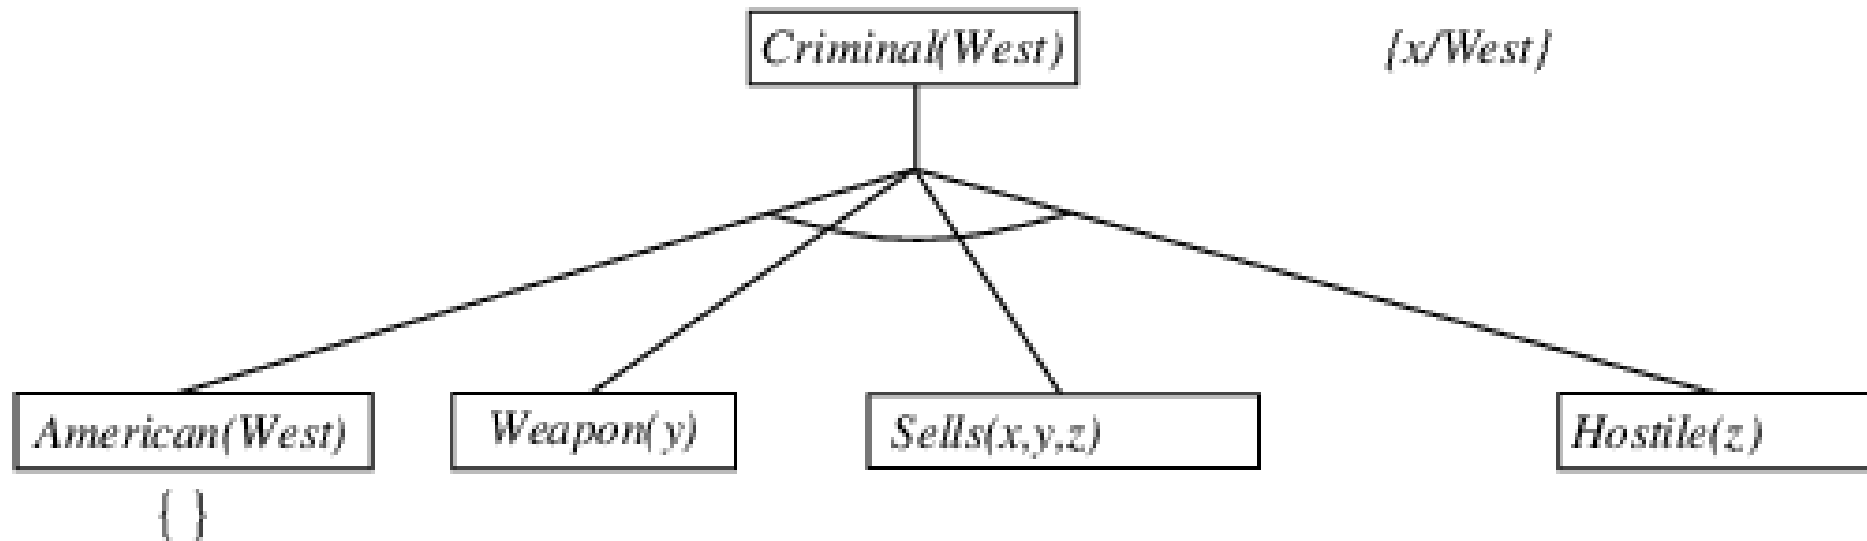 Criminal(West)
{x/West}
American(West)
Weapon(y)
Sells(x,y,z)
Hostile(z)
{ }